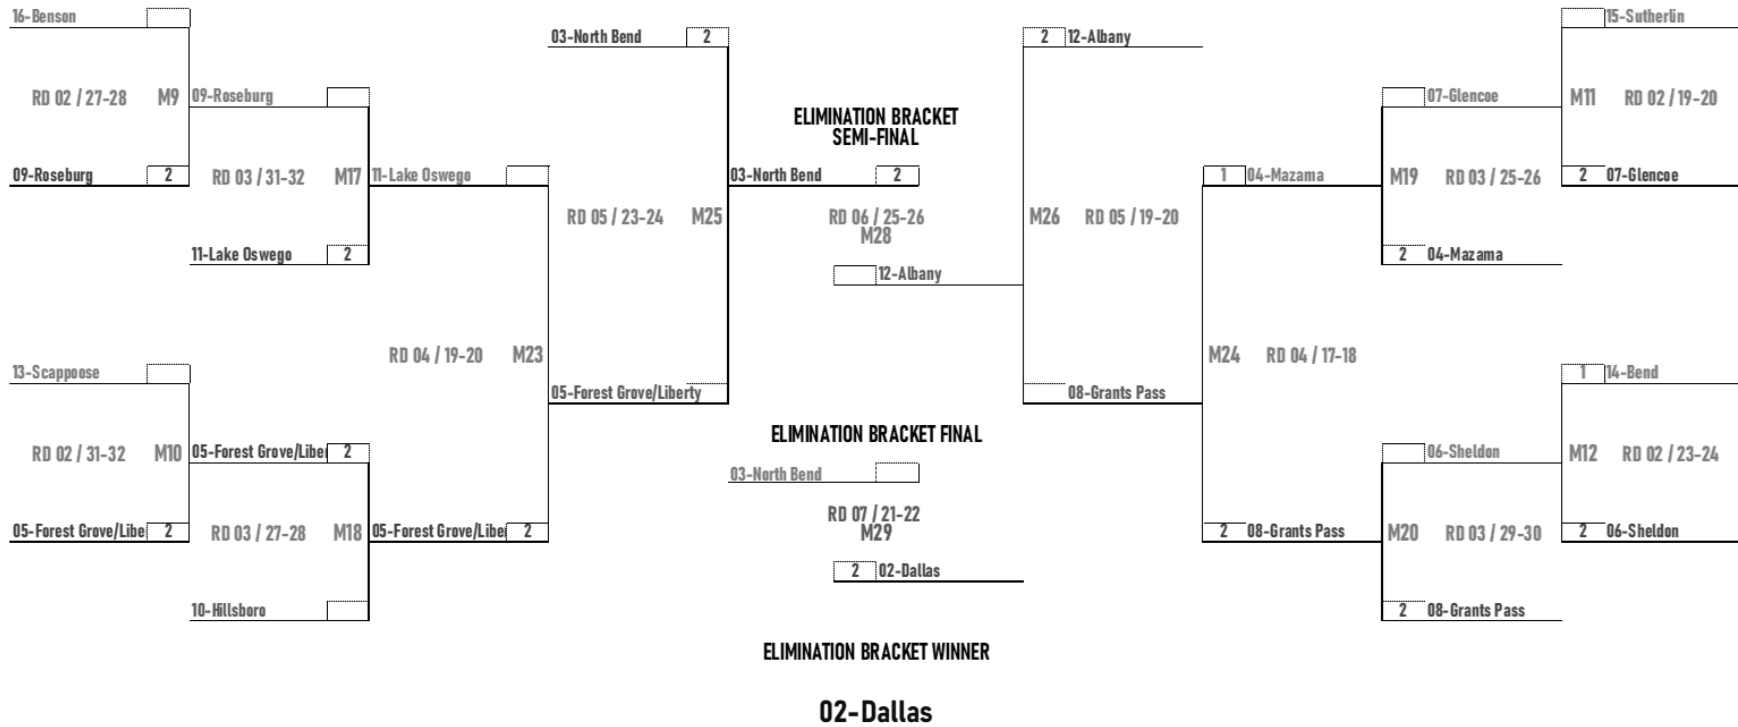 16-Benson
RD 02 / 27-28 M9
09-Roseburg 2
13-Scappoose
RD 02 / 31-32 M10
05-Forest Grove/Libe 2
09-Roseburg
RD 03 / 31-32 M17
11-Lake Oswego 2
05-Forest Grove/Liber 2
RD 03 / 27-28 M18
10-Hillsboro
11-Lake Oswego
RD 04 / 19-20 M23
05-Forest Grove/Liber 2
03-North Bend 2
RD 05 / 23-24 M25
05-Forest Grove/Liberty
ELIMINATION BRACKET
SEMI-FINAL
03-North Bend 2
RD 06 / 25-26
M28
12-Albany
ELIMINATION BRACKET FINAL
03-North Bend
RD 07 / 21-22
M29
2 02-Dallas
ELIMINATION BRACKET WINNER
02-Dallas
2 12-Albany
M26 RD 05 / 19-20
08-Grants Pass
1 04-Mazama
M24 RD 04 / 17-18
2 08-Grants Pass
07-Glencoe
M19 RD 03 / 25-26
2 04-Mazama
06-Sheldon
M20 RD 03 / 29-30
2 08-Grants Pass
15-Sutherlin
M11 RD 02 / 19-20
2 07-Glencoe
1 14-Bend
M12 RD 02 / 23-24
2 06-Sheldon